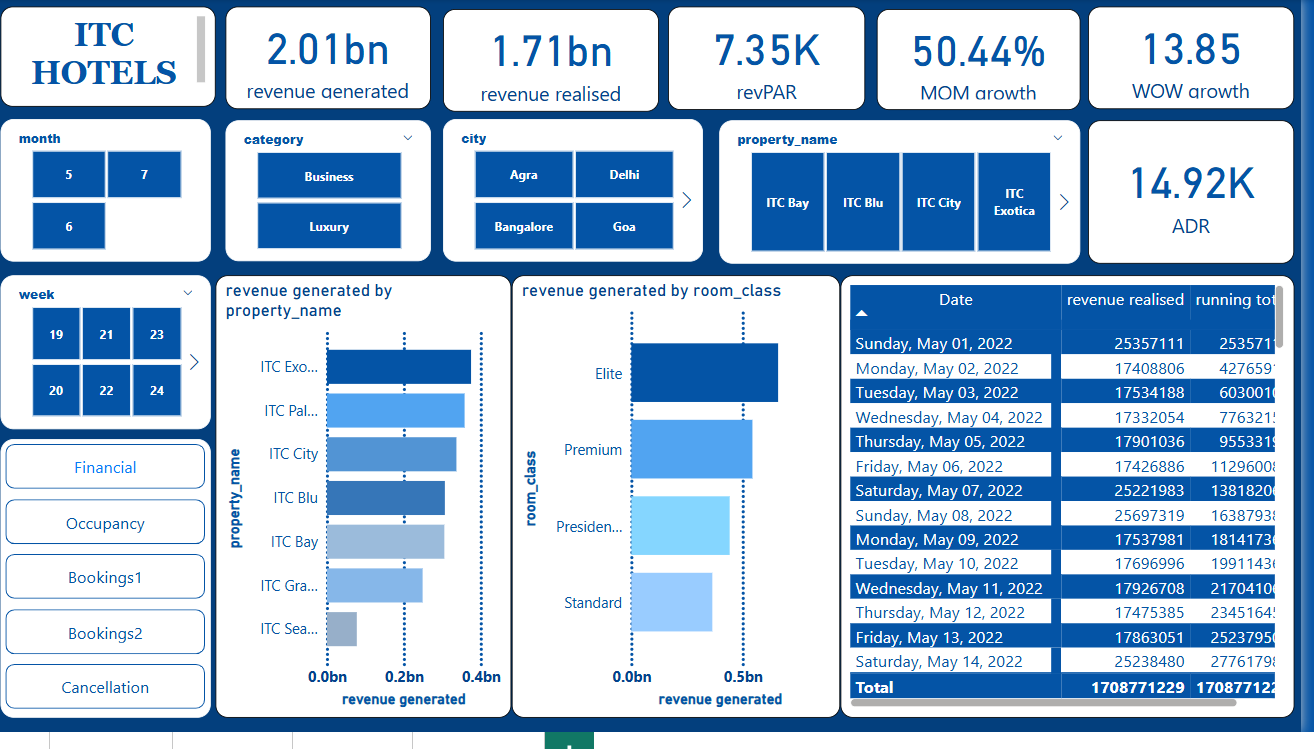 ITC
HOTELS
2.01bn
revenue generated
1.71bn
revenue realised
7.35K
revPAR
50.44%
MOM growth
13.85
WOW growth
month
5
7
6
category
Business
Luxury
city
Agra
Delhi
Bangalore
Goa
property_name
ITC Bay
ITC Blu
ITC City
ITC
Exotica
14.92K
ADR
week
19
21
23
20
22
24
Financial
Occupancy
Bookings1
Bookings2
Cancellation
revenue generated by
property_name
property_name
ITC Exo...
ITC Pal...
ITC City
ITC Blu
ITC Bay
ITC Gra...
ITC Sea...
0.0bn 0.2bn 0.4bn
revenue generated
revenue generated by room_class
room_class
Elite
Premium
Presiden...
Standard
0.0bn 0.5bn
revenue generated
Date revenue realised running tot
Sunday, May 01, 2022 25357111 2535711
Monday, May 02, 2022 17408806 4276591
Tuesday, May 03, 2022 17534188 6030010
Wednesday, May 04, 2022 17332054 7763215
Thursday, May 05, 2022 17901036 9553319
Friday, May 06, 2022 17426886 11296008
Saturday, May 07, 2022 25221983 13818206
Sunday, May 08, 2022 25697319 16387938
Monday, May 09, 2022 17537981 18141736
Tuesday, May 10, 2022 17696996 19911436
Wednesday, May 11, 2022 17926708 21704106
Thursday, May 12, 2022 17475385 23451645
Friday, May 13, 2022 17863051 25237950
Saturday, May 14, 2022 25238480 27761798
Total 1708771229 170877122